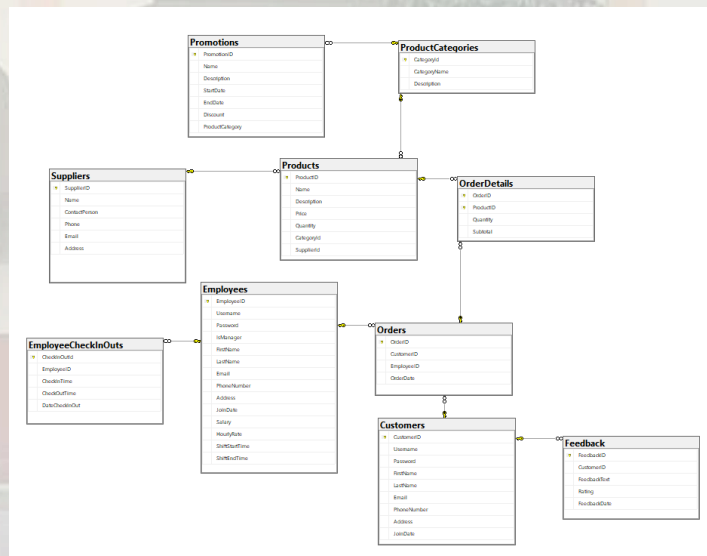 Promotions
PromotionID
Name
Description
StartDate
EndDate
Discount
ProductCategory
ProductCategories
CategoryId
CategoryName
Description
Suppliers
SupplierID
Name
ContactPerson
Phone
Email
Address
Products
ProductID
Name
Description
Price
Quantity
CategoryId
SupplierId
OrderDetails
OrderID
ProductID
Quantity
Subtotal
Employees
EmployeeID
Username
Password
IsManager
FirstName
LastName
Email
PhoneNumber
Address
JoinDate
Salary
HourlyRate
ShiftStartTime
ShiftEndTime
EmployeeCheckInOuts
CheckInOutId
EmployeeID
CheckInTime
CheckOutTime
DateCheckInOut
Orders
OrderID
CustomerID
EmployeeID
OrderDate
Customers
CustomerID
Username
Password
FirstName
LastName
Email
PhoneNumber
Address
JoinDate
Feedback
FeedbackID
CustomerID
FeedbackText
Rating
FeedbackDate